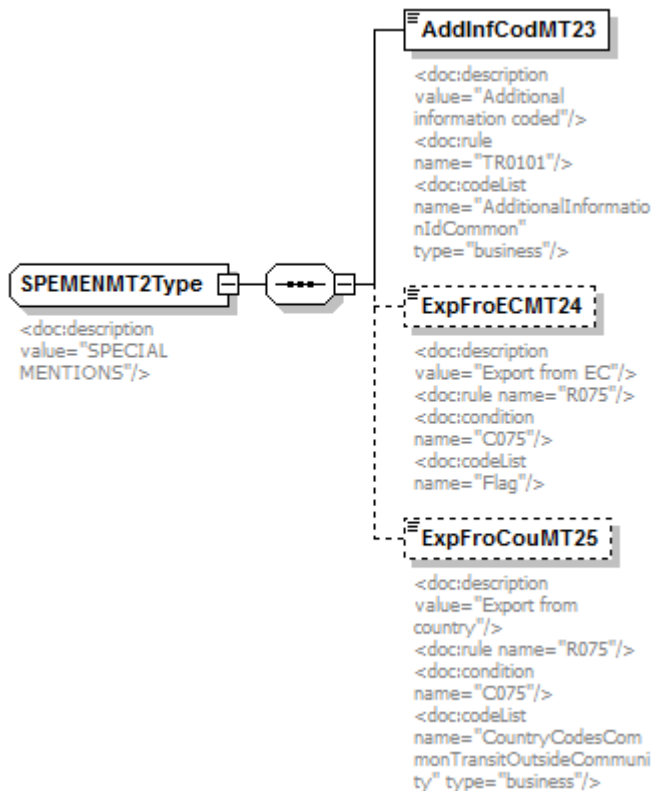 AddInfCodMT23
<doc:description
value="Additional
information coded"/>
<doc:rule
name="TR0101"/>
<doc:codeList
name="AdditionalInformatio
nIdCommon"
type="business"/>
SPEMENMT2Type
<doc:description
value="SPECIAL
MENTIONS"/>
ExpFroECMT24
<doc:description
value="Export from EC"/>
<doc:rule name="R075"/>
<doc:condition
name="C075"/>
<doc:codeList
name="Flag"/>
ExpFroCouMT25
<doc:description
value="Export from
country"/>
<doc:rule name="R075"/>
<doc:condition
name="C075"/>
<doc:codeList
name="CountryCodesCom
monTransitOutsideCommuni
ty" type="business"/>